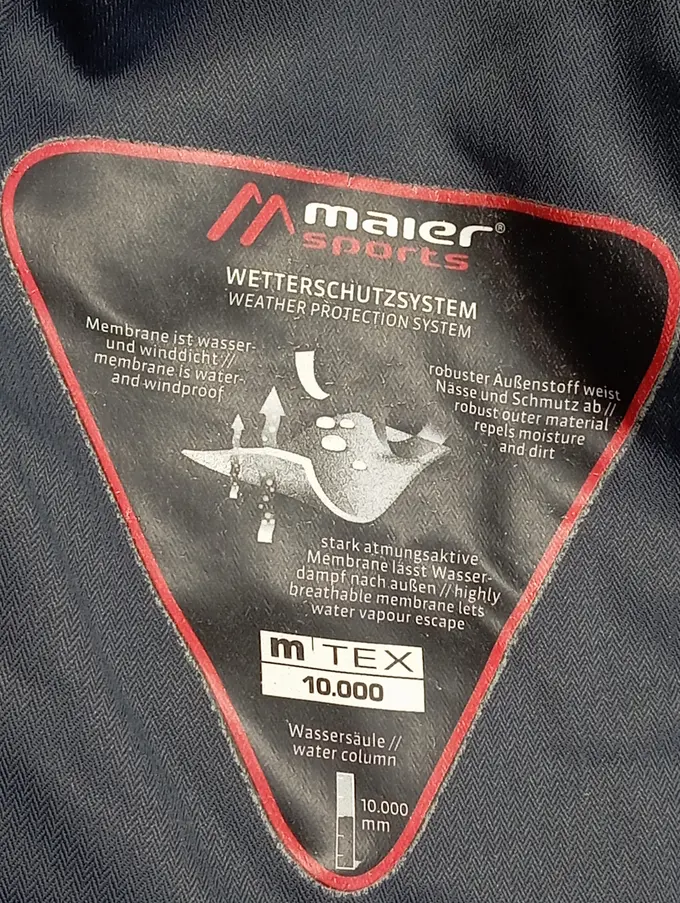 maier®
sports
WETTERSCHUTZSYSTEM
WEATHER PROTECTION SYSTEM
Membrane ist wasser-
und winddicht //
membrane is water-
and windproof
robuster Außenstoff weist
Nässe und Schmutz ab //
robust outer material
repels moisture
and dirt
stark atmungsaktive
Membrane lässt Wasser-
dampf nach außen // highly
breathable membrane lets
water vapour escape
m TEX
10.000
Wassersäule //
water column
10.000
mm